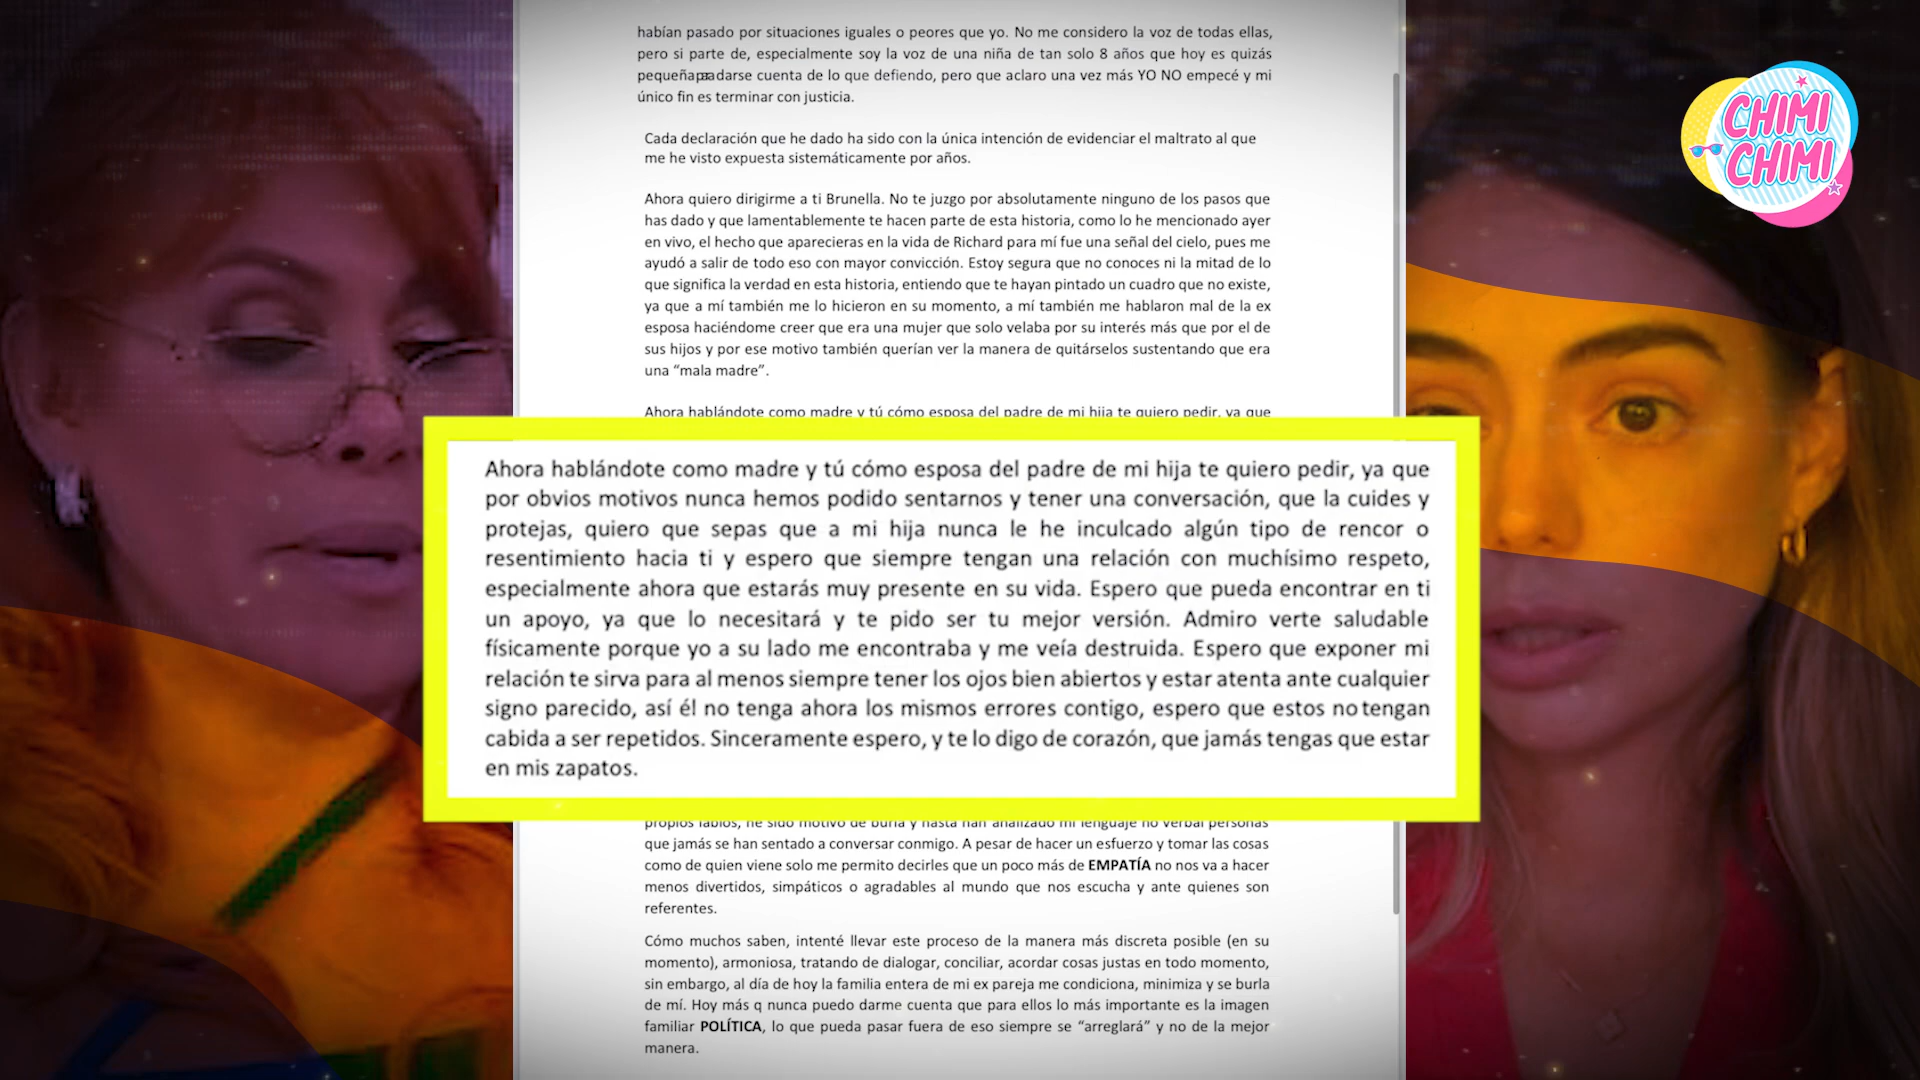 habían pasado por situaciones iguales o peores que yo. No me considero la voz de todas ellas,
pero si parte de, especialmente soy la voz de una niña de tan solo 8 años que hoy es quizás
pequeña para darse cuenta de lo que defiendo, pero que aclaro una vez más YO NO empecé y mi
único fin es terminar con justicia.
Cada declaración que he dado ha sido con la única intención de evidenciar el maltrato al que
me he visto expuesta sistemáticamente por años.
Ahora quiero dirigirme a ti Brunella. No te juzgo por absolutamente ninguno de los pasos que
has dado y que lamentablemente te hacen parte de esta historia, como lo he mencionado ayer
en vivo, el hecho que aparecieras en la vida de Richard para mí fue una señal del cielo, pues me
ayudó a salir de todo eso con mayor convicción. Estoy segura que no conoces ni la mitad de lo
que significa la verdad en esta historia, entiendo que te hayan pintado un cuadro que no existe,
ya que a mí también me lo hicieron en su momento, a mí también me hablaron mal de la ex
esposa haciéndome creer que era una mujer que solo velaba por su interés más que por el de
sus hijos y por ese motivo también querían ver la manera de quitárselos sustentando que era
una “mala madre”.
Ahora hablándote como madre y tú cómo esposa del padre de mi hija te quiero pedir, ya que
Ahora hablándote como madre y tú cómo esposa del padre de mi hija te quiero pedir, ya que
por obvios motivos nunca hemos podido sentarnos y tener una conversación, que la cuides y
protejas, quiero que sepas que a mi hija nunca le he inculcado algún tipo de rencor o
resentimiento hacia ti y espero que siempre tengan una relación con muchísimo respeto,
especialmente ahora que estarás muy presente en su vida. Espero que pueda encontrar en ti
un apoyo, ya que lo necesitará y te pido ser tu mejor versión. Admiro verte saludable
físicamente porque yo a su lado me encontraba y me veía destruida. Espero que exponer mi
relación te sirva para al menos siempre tener los ojos bien abiertos y estar atenta ante cualquier
signo parecido, así él no tenga ahora los mismos errores contigo, espero que estos no tengan
cabida a ser repetidos. Sinceramente espero, y te lo digo de corazón, que jamás tengas que estar
en mis zapatos.
propios labios, he sido motivo de burla y hasta han analizado mi lenguaje no verbal personas
que jamás se han sentado a conversar conmigo. A pesar de hacer un esfuerzo y tomar las cosas
como de quien viene solo me permito decirles que un poco más de EMPATÍA no nos va a hacer
menos divertidos, simpáticos o agradables al mundo que nos escucha y ante quienes son
referentes.
Cómo muchos saben, intenté llevar este proceso de la manera más discreta posible (en su
momento), armoniosa, tratando de dialogar, conciliar, acordar cosas justas en todo momento,
sin embargo, al día de hoy la familia entera de mi ex pareja me condiciona, minimiza y se burla
de mí. Hoy más q nunca puedo darme cuenta que para ellos lo más importante es la imagen
familiar POLÍTICA, lo que pueda pasar fuera de eso siempre se “arreglará” y no de la mejor
manera.
CHIMI
CHIMI